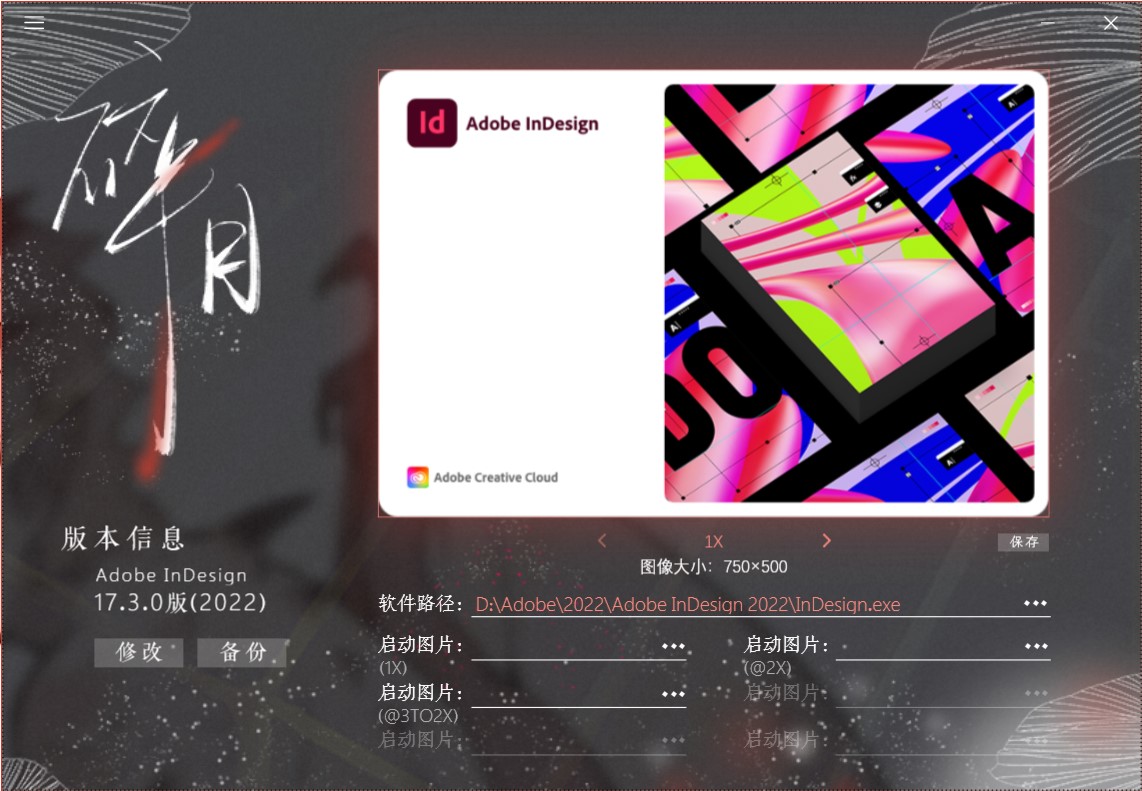 碎月
Id
Adobe InDesign
Adobe Creative Cloud
版本信息
Adobe InDesign
17.3.0版(2022)
修改
备份
1X
保存
图像大小：750×500
软件路径：
D:\Adobe\2022\Adobe InDesign 2022\InDesign.exe
启动图片：
(1X)
启动图片：
(@2X)
启动图片：
(@3TO2X)
启动图片：
启动图片：
启动图片：